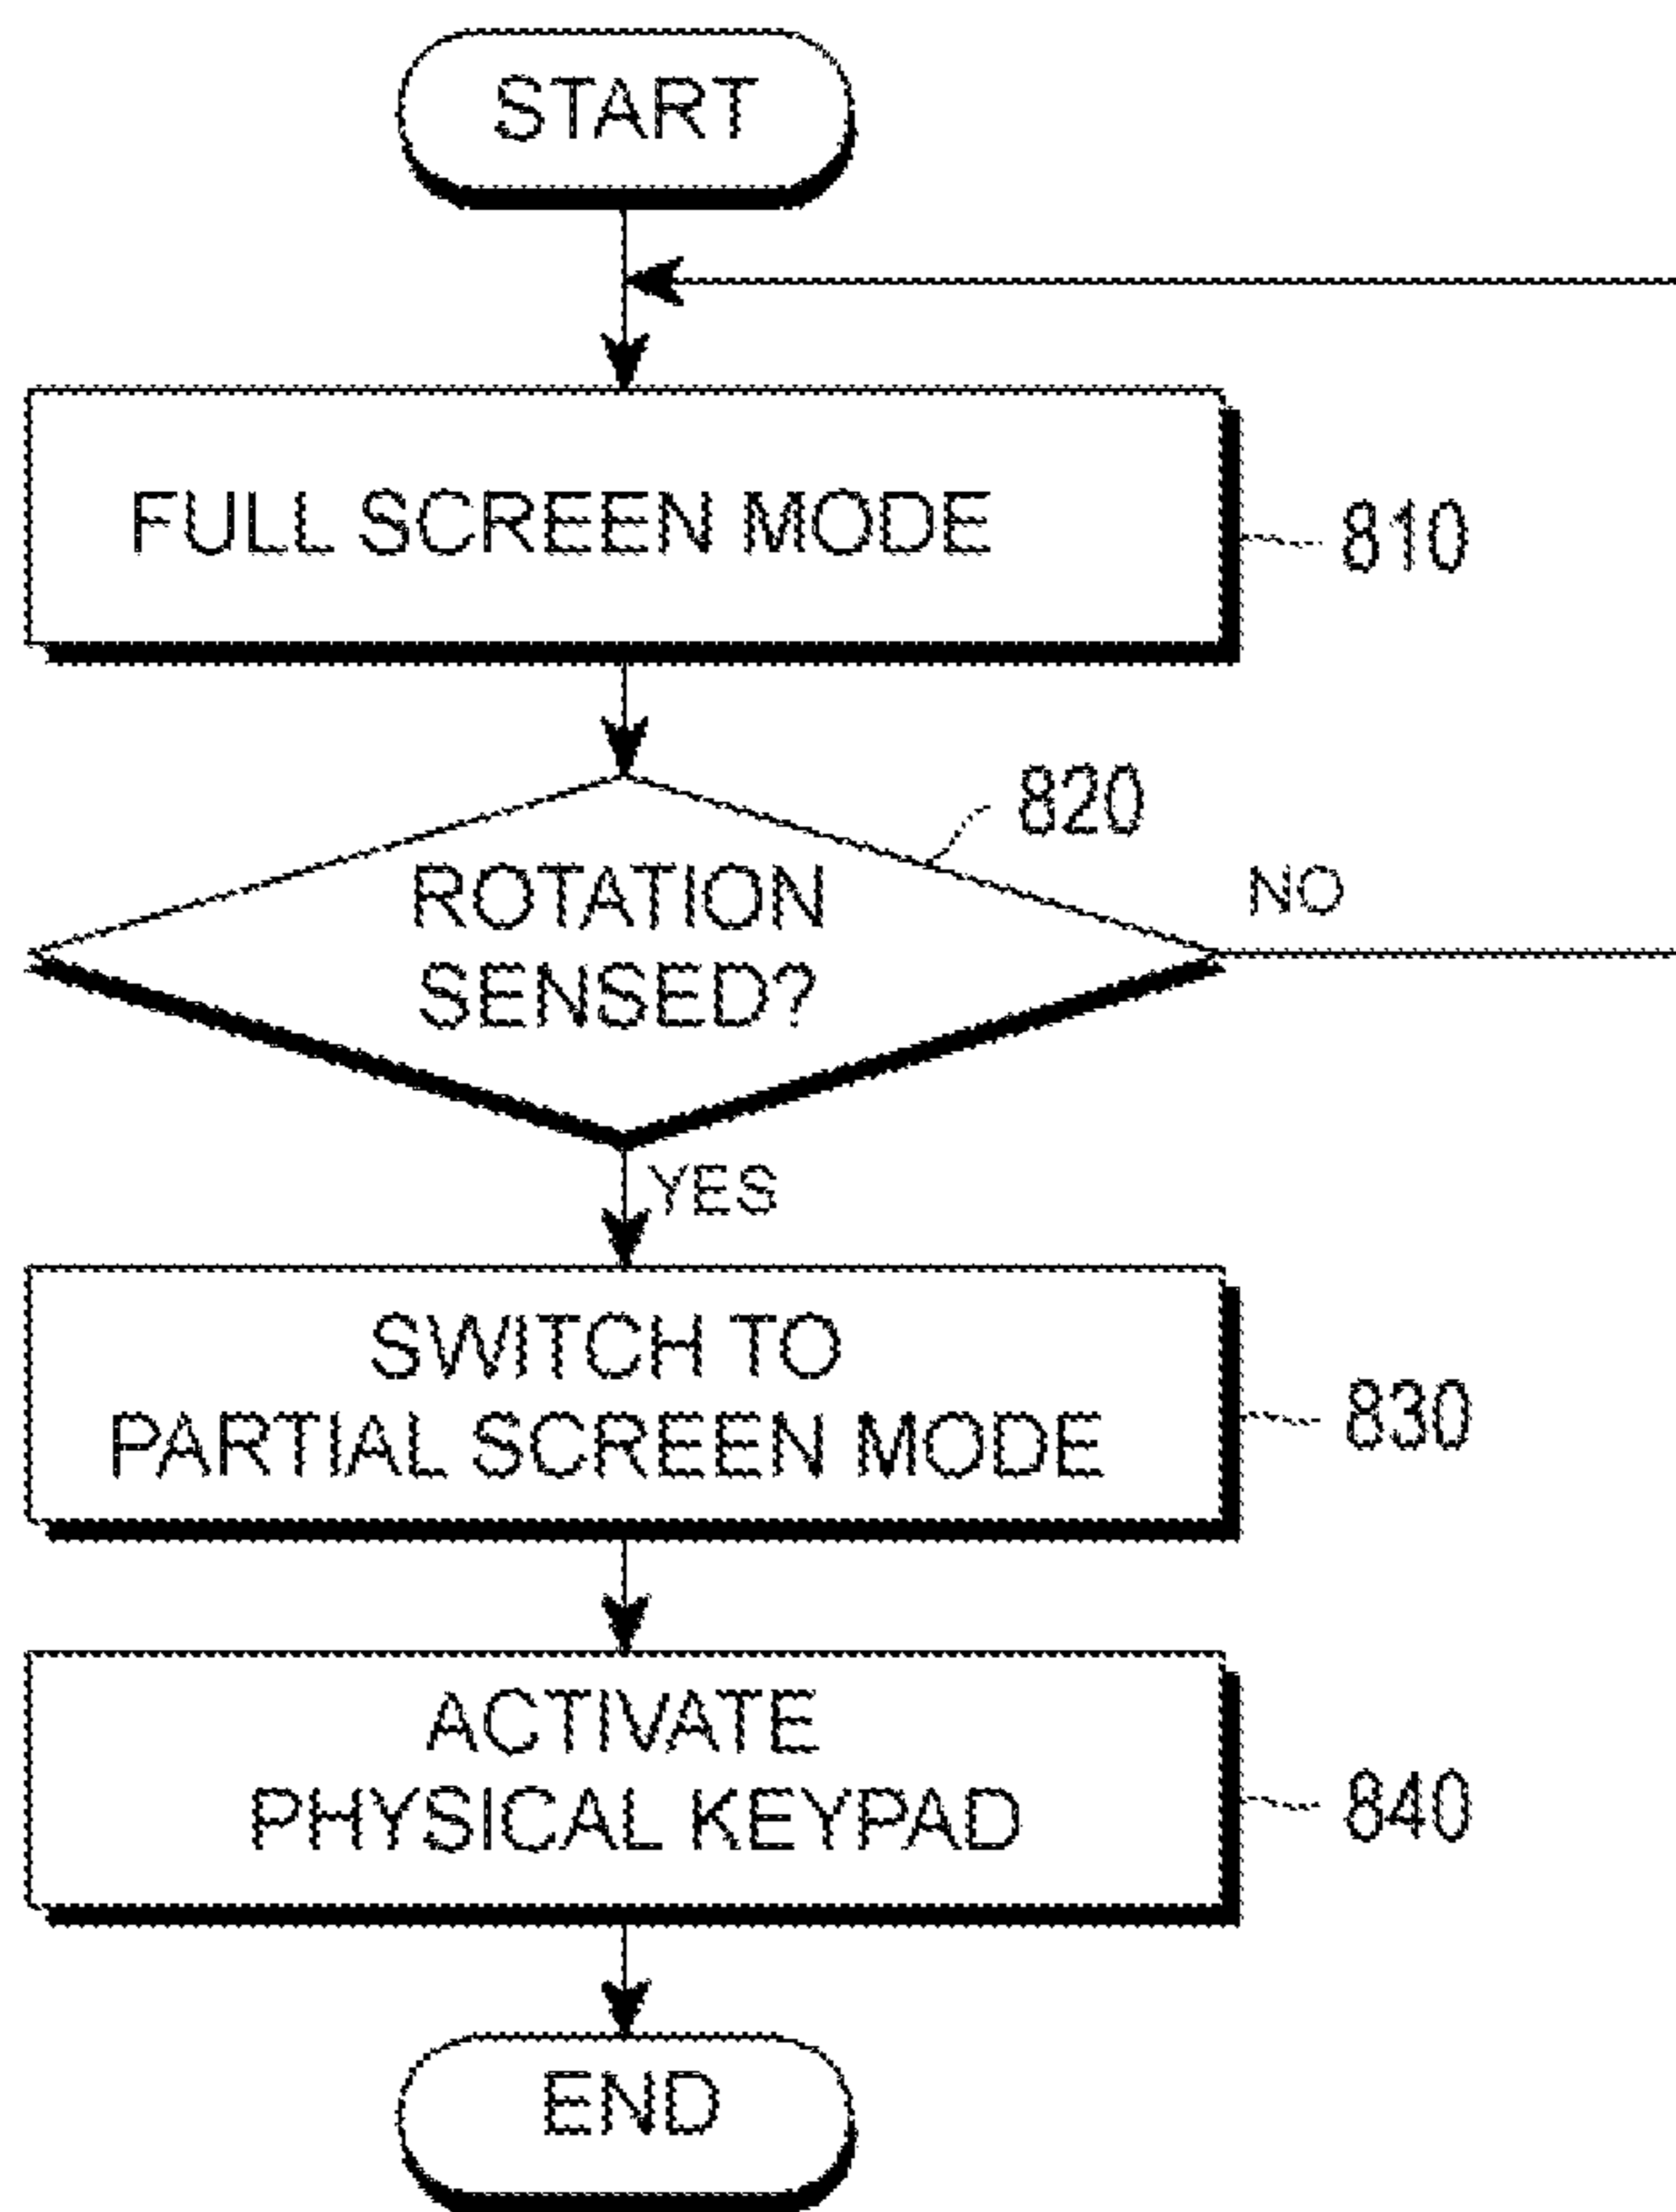 START
FULL SCREEN MODE
810
820
ROTATION
SENSED?
NO
YES
SWITCH TO
PARTIAL SCREEN MODE
830
ACTIVATE
PHYSICAL KEYPAD
840
END